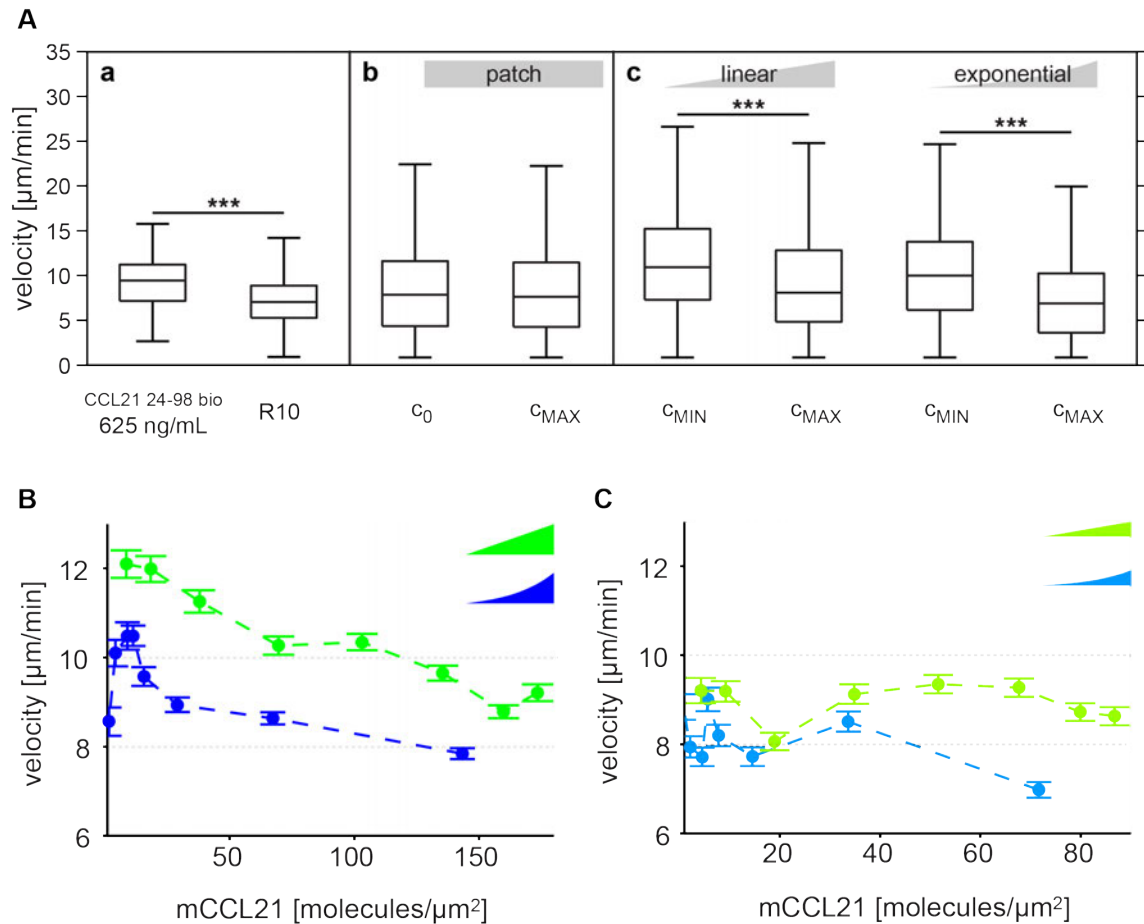 A
velocity [µm/min]
35
30
25
20
15
10
5
0
a
***
b
patch
c
linear
exponential
***
***
CCL21 24-98 bio
625 ng/mL
R10
c0
cMAX
cMIN
cMAX
cMIN
cMAX
B
velocity [µm/min]
12
10
8
6
50
100
150
mCCL21 [molecules/µm²]
C
velocity [µm/min]
12
10
8
6
20
40
60
80
mCCL21 [molecules/µm²]